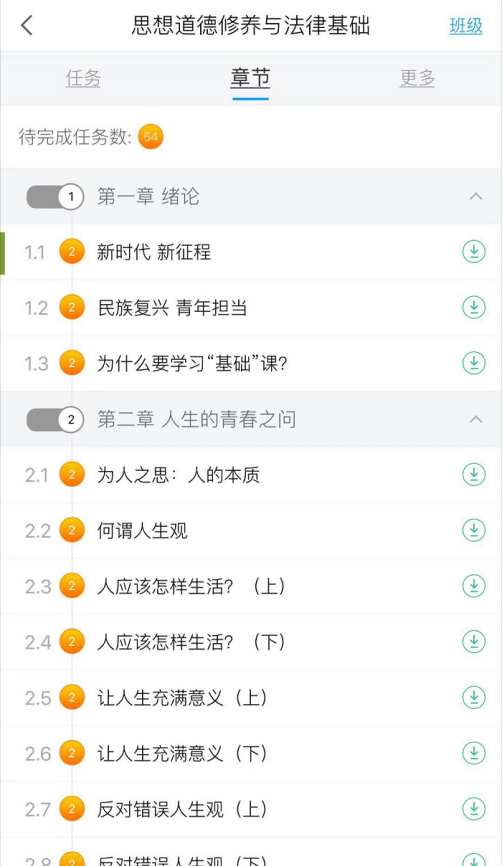 思想道德修养与法律基础 班级
任务 章节 更多
待完成任务数: 54
1 第一章 绪论
1.1 2 新时代 新征程
1.2 2 民族复兴 青年担当
1.3 2 为什么要学习“基础”课?
2 第二章 人生的青春之问
2.1 2 为人之思：人的本质
2.2 2 何谓人生观
2.3 2 人应该怎样生活？（上）
2.4 2 人应该怎样生活？（下）
2.5 2 让人生充满意义（上）
2.6 2 让人生充满意义（下）
2.7 2 反对错误人生观（上）
2.8 2 反对错误人生观（下）